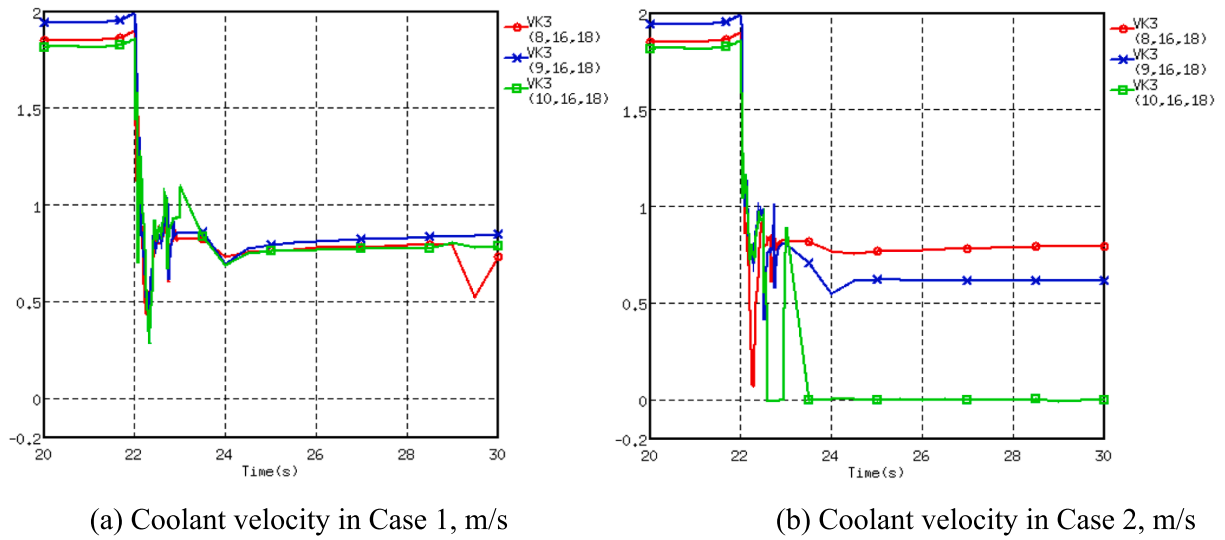 2
1.5
1
0.5
0
-0.2
20 22 24 26 28 30
Time(s)
VK3
(8,16,18)
VK3
(9,16,18)
VK3
(10,16,18)
(a) Coolant velocity in Case 1, m/s
2
1.5
1
0.5
0
-0.2
20 22 24 26 28 30
Time(s)
VK3
(8,16,18)
VK3
(9,16,18)
VK3
(10,16,18)
(b) Coolant velocity in Case 2, m/s